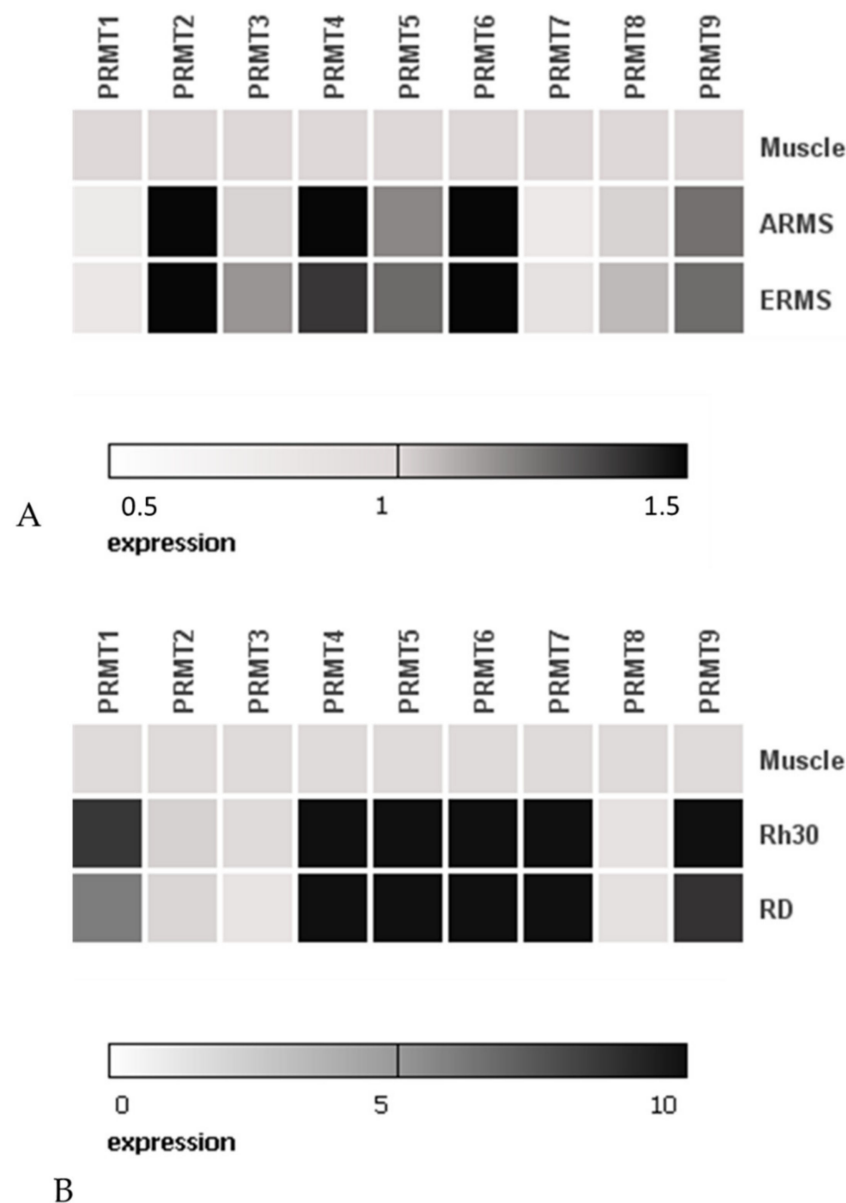 PRMT1 PRMT2 PRMT3 PRMT4 PRMT5 PRMT6 PRMT7 PRMT8 PRMT9
Muscle
ARMS
ERMS
0.5 1 1.5
A
expression
PRMT1 PRMT2 PRMT3 PRMT4 PRMT5 PRMT6 PRMT7 PRMT8 PRMT9
Muscle
Rh30
RD
0 5 10
expression
B